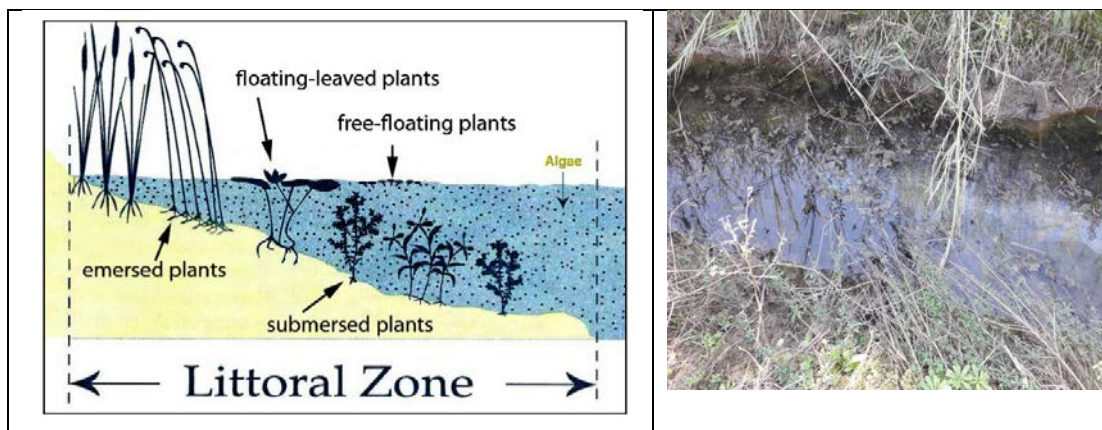 floating-leaved plants
free-floating plants
Algae
emersed plants
submersed plants
Littoral Zone